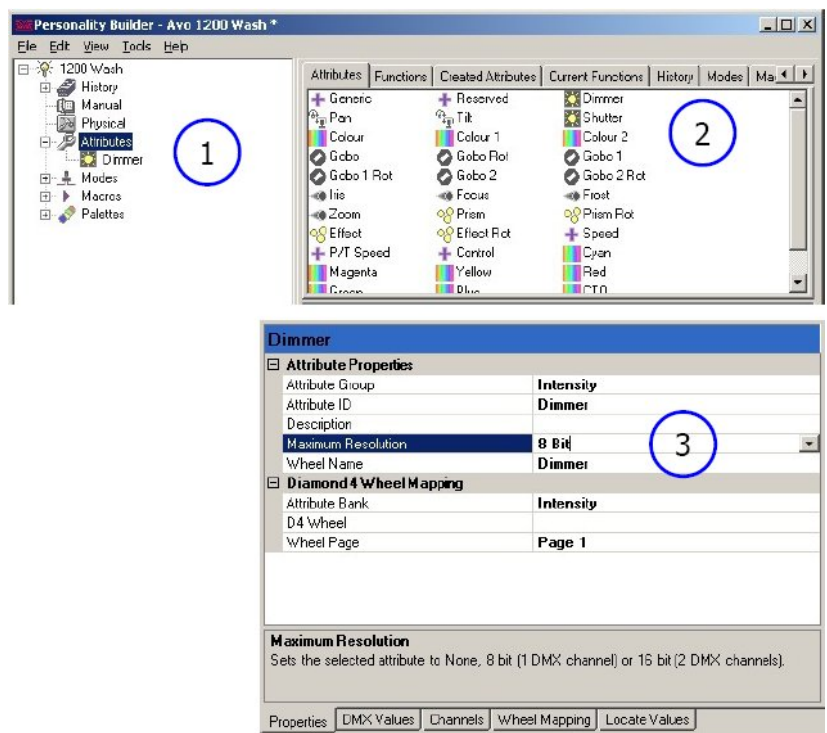 Personality Builder - Avo 1200 Wash *
File Edit View Tools Help
1200 Wash
History
Manual
Physical
Attributes
Dimmer
Modes
Macros
Palettes
1
Attributes Functions Created Attributes Current Functions History Modes Ma
Generic Reserved Dimmer
Pan Tilt Shutter
Colour Colour 1 Colour 2
Gobo Gobo Rot Gobo 1
Gobo 1 Rot Gobo 2 Gobo 2 Rot
Iris Focus Frost
Zoom Prism Prism Rot
Effect Effect Rot Speed
P/T Speed Control Cyan
Magenta Yellow Red
Green Blue CTO
2
Dimmer
Attribute Properties
Attribute Group Intensity
Attribute ID Dimmer
Description
Maximum Resolution 8 Bit
Wheel Name Dimmer
3
Diamond 4 Wheel Mapping
Attribute Bank Intensity
D4 Wheel
Wheel Page Page 1
Maximum Resolution
Sets the selected attribute to None, 8 bit (1 DMX channel) or 16 bit (2 DMX channels).
Properties DMX Values Channels Wheel Mapping Locate Values